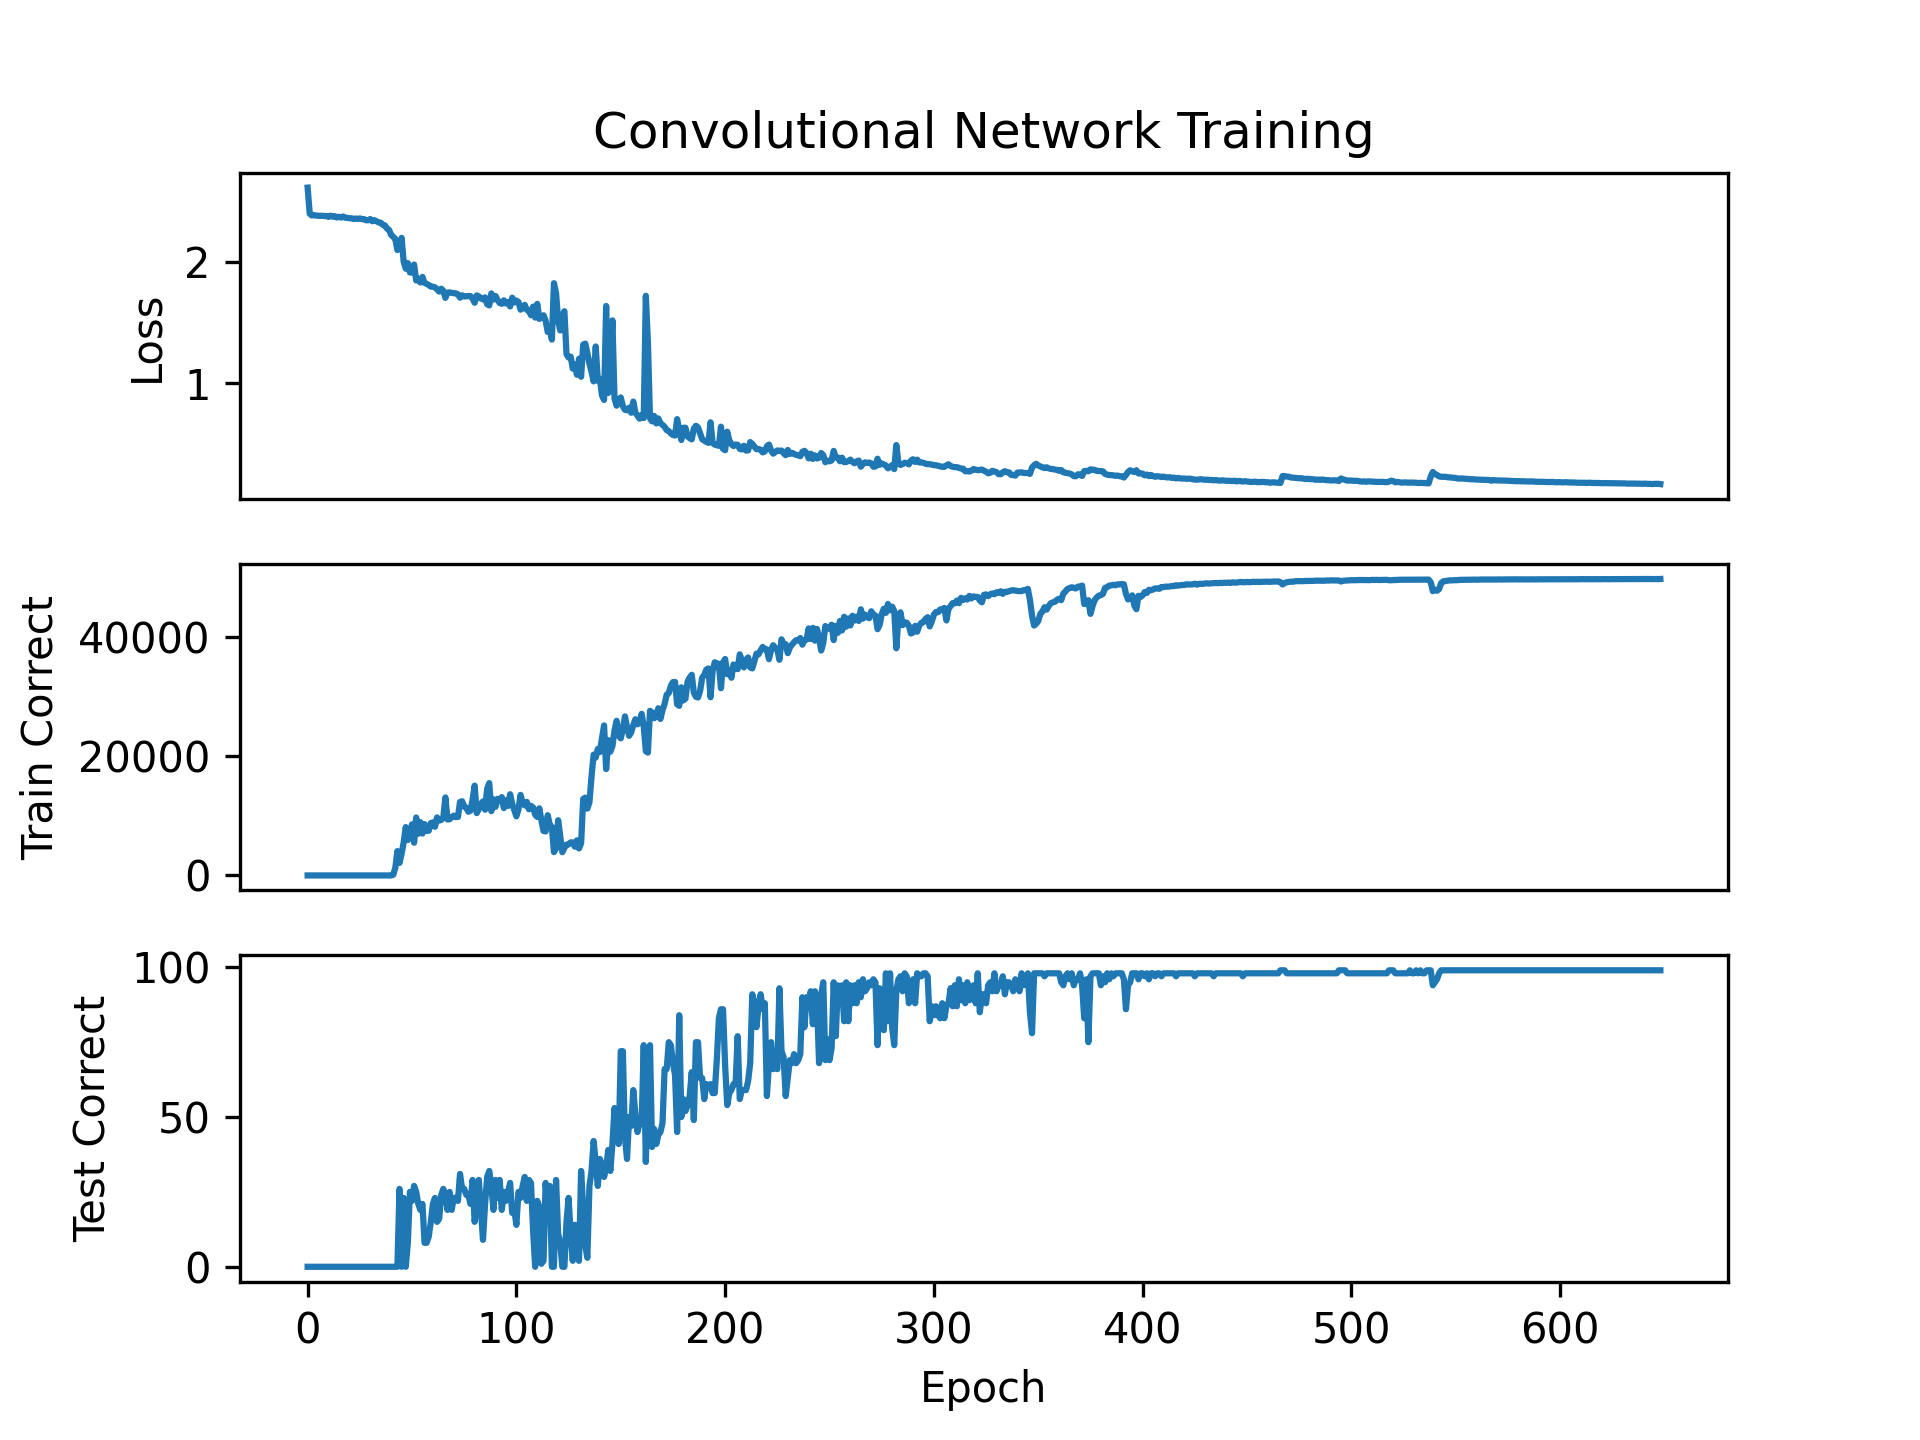 Convolutional Network Training
2
1
Loss
40000
20000
0
Train Correct
100
50
0
Test Correct
0 100 200 300 400 500 600
Epoch